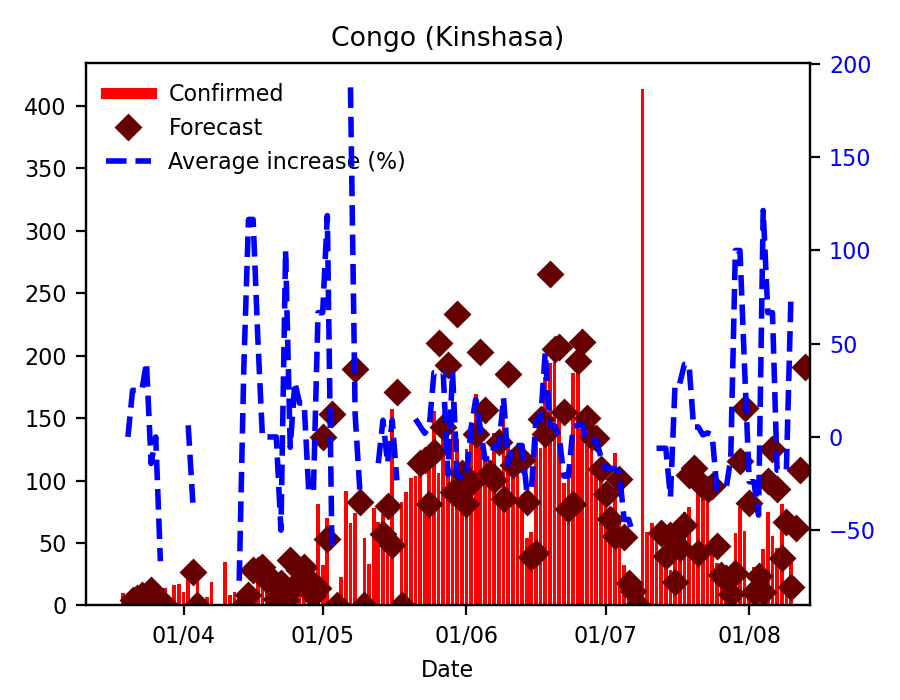 Congo (Kinshasa)
Confirmed
Forecast
Average increase (%)
400
350
300
250
200
150
100
50
0
200
150
100
50
0
−50
01/04 01/05 01/06 01/07 01/08
Date